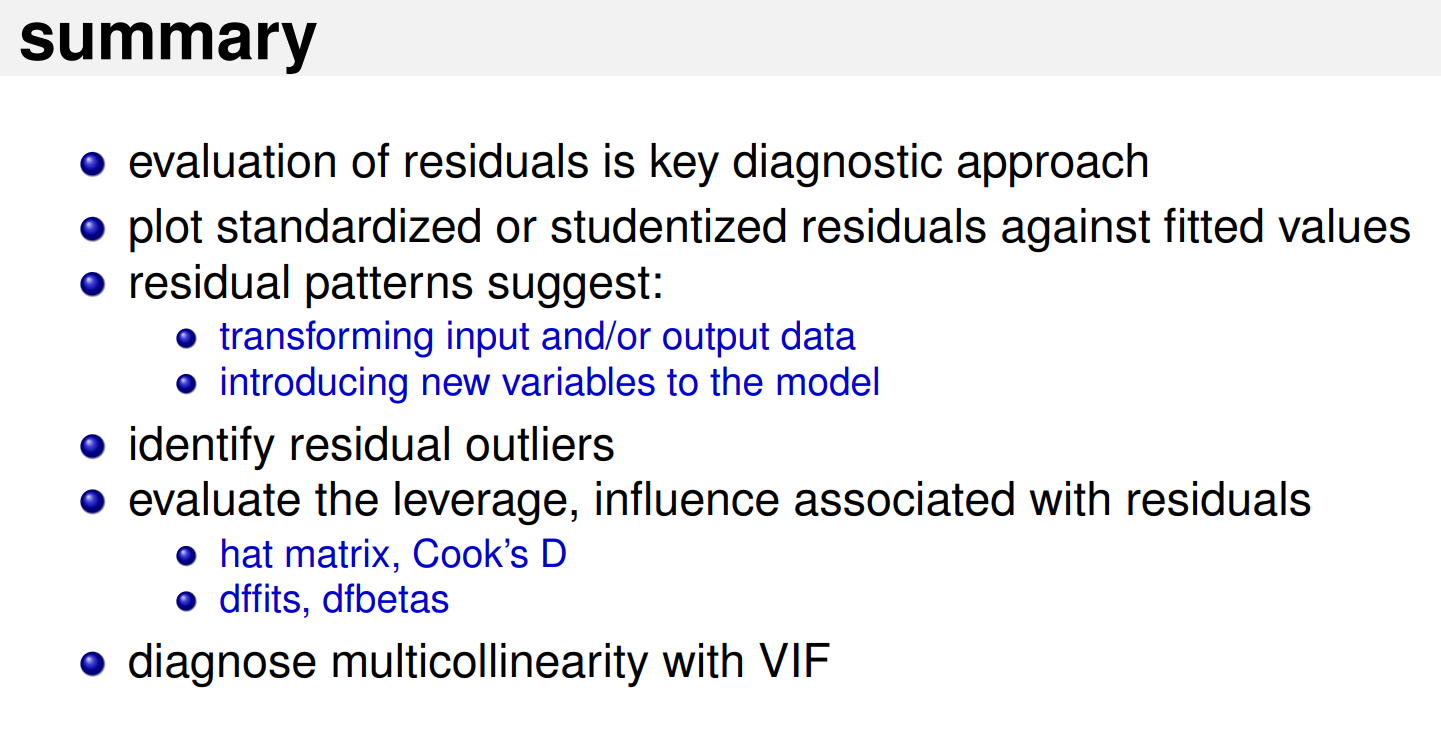 summary
evaluation of residuals is key diagnostic approach
plot standardized or studentized residuals against fitted values
residual patterns suggest:
transforming input and/or output data
introducing new variables to the model
identify residual outliers
evaluate the leverage, influence associated with residuals
hat matrix, Cook's D
dffits, dfbetas
diagnose multicollinearity with VIF